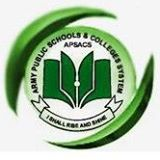 ARMY PUBLIC SCHOOLS & COLLEGES SYSTEM
APSACS
I SHALL RISE AND SHINE